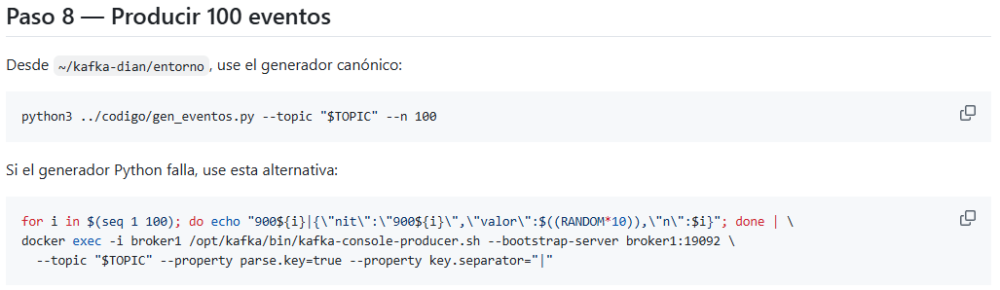 Paso 8 — Producir 100 eventos
Desde ~/kafka-dian/entorno, use el generador canónico:
python3 ../codigo/gen_eventos.py --topic "$TOPIC" --n 100
Si el generador Python falla, use esta alternativa:
for i in $(seq 1 100); do echo "900${i}|{\"nit\":\"900${i}\",\"valor\":$((RANDOM*10)),\"n\":$i}"; done | \
docker exec -i broker1 /opt/kafka/bin/kafka-console-producer.sh --bootstrap-server broker1:19092 \
  --topic "$TOPIC" --property parse.key=true --property key.separator="|"